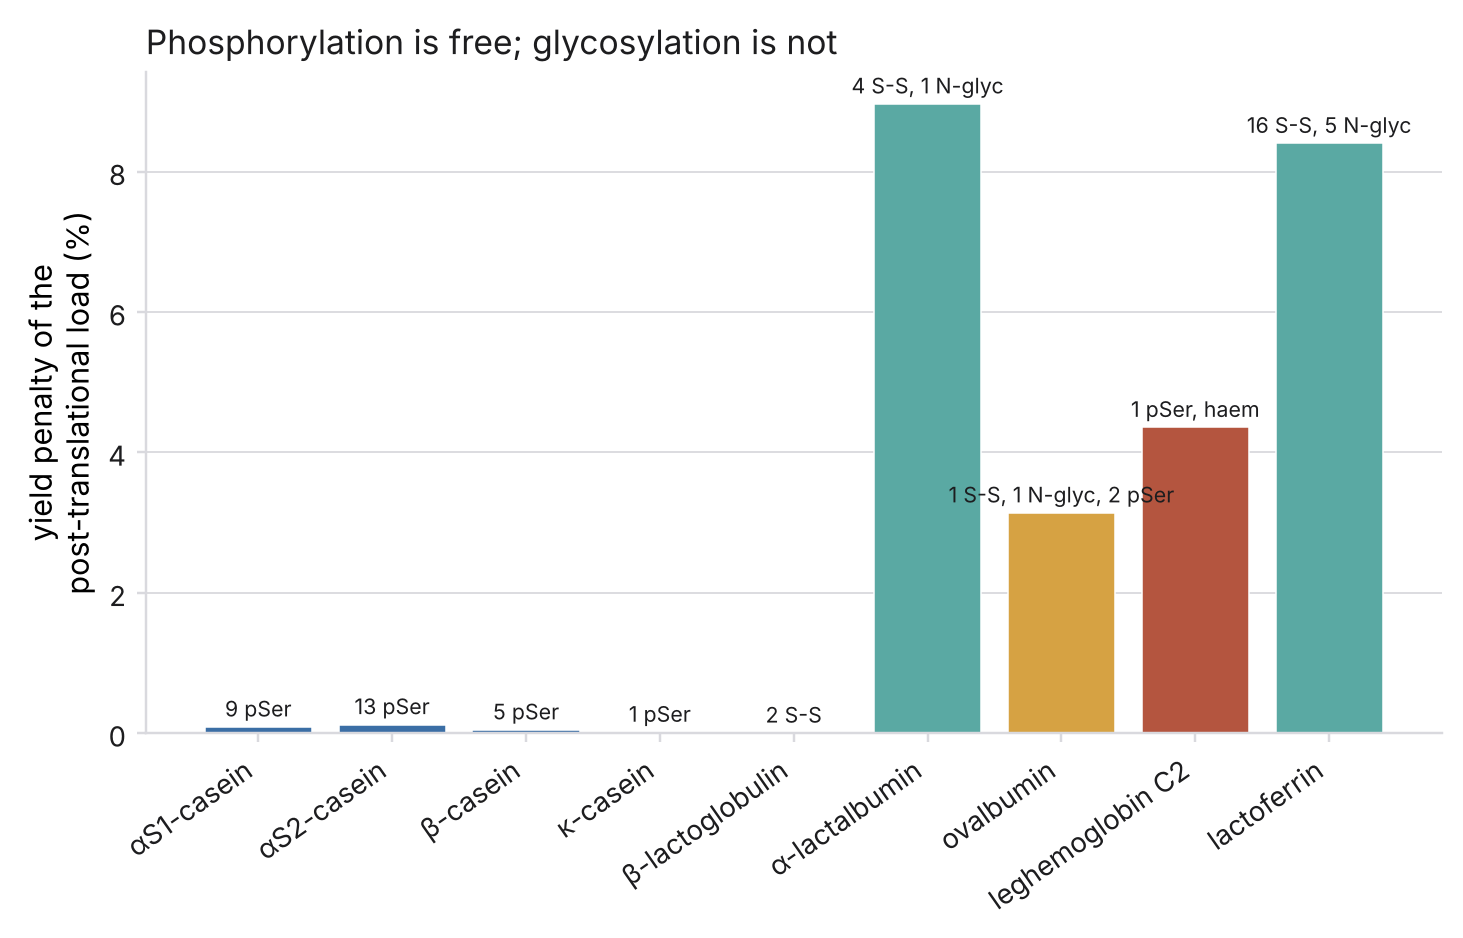 Phosphorylation is free; glycosylation is not
yield penalty of the
post-translational load (%)
8
6
4
2
0
9 pSer
13 pSer
5 pSer
1 pSer
2 S-S
4 S-S, 1 N-glyc
1 S-S, 1 N-glyc, 2 pSer
1 pSer, haem
16 S-S, 5 N-glyc
αS1-casein
αS2-casein
β-casein
κ-casein
β-lactoglobulin
α-lactalbumin
ovalbumin
leghemoglobin C2
lactoferrin